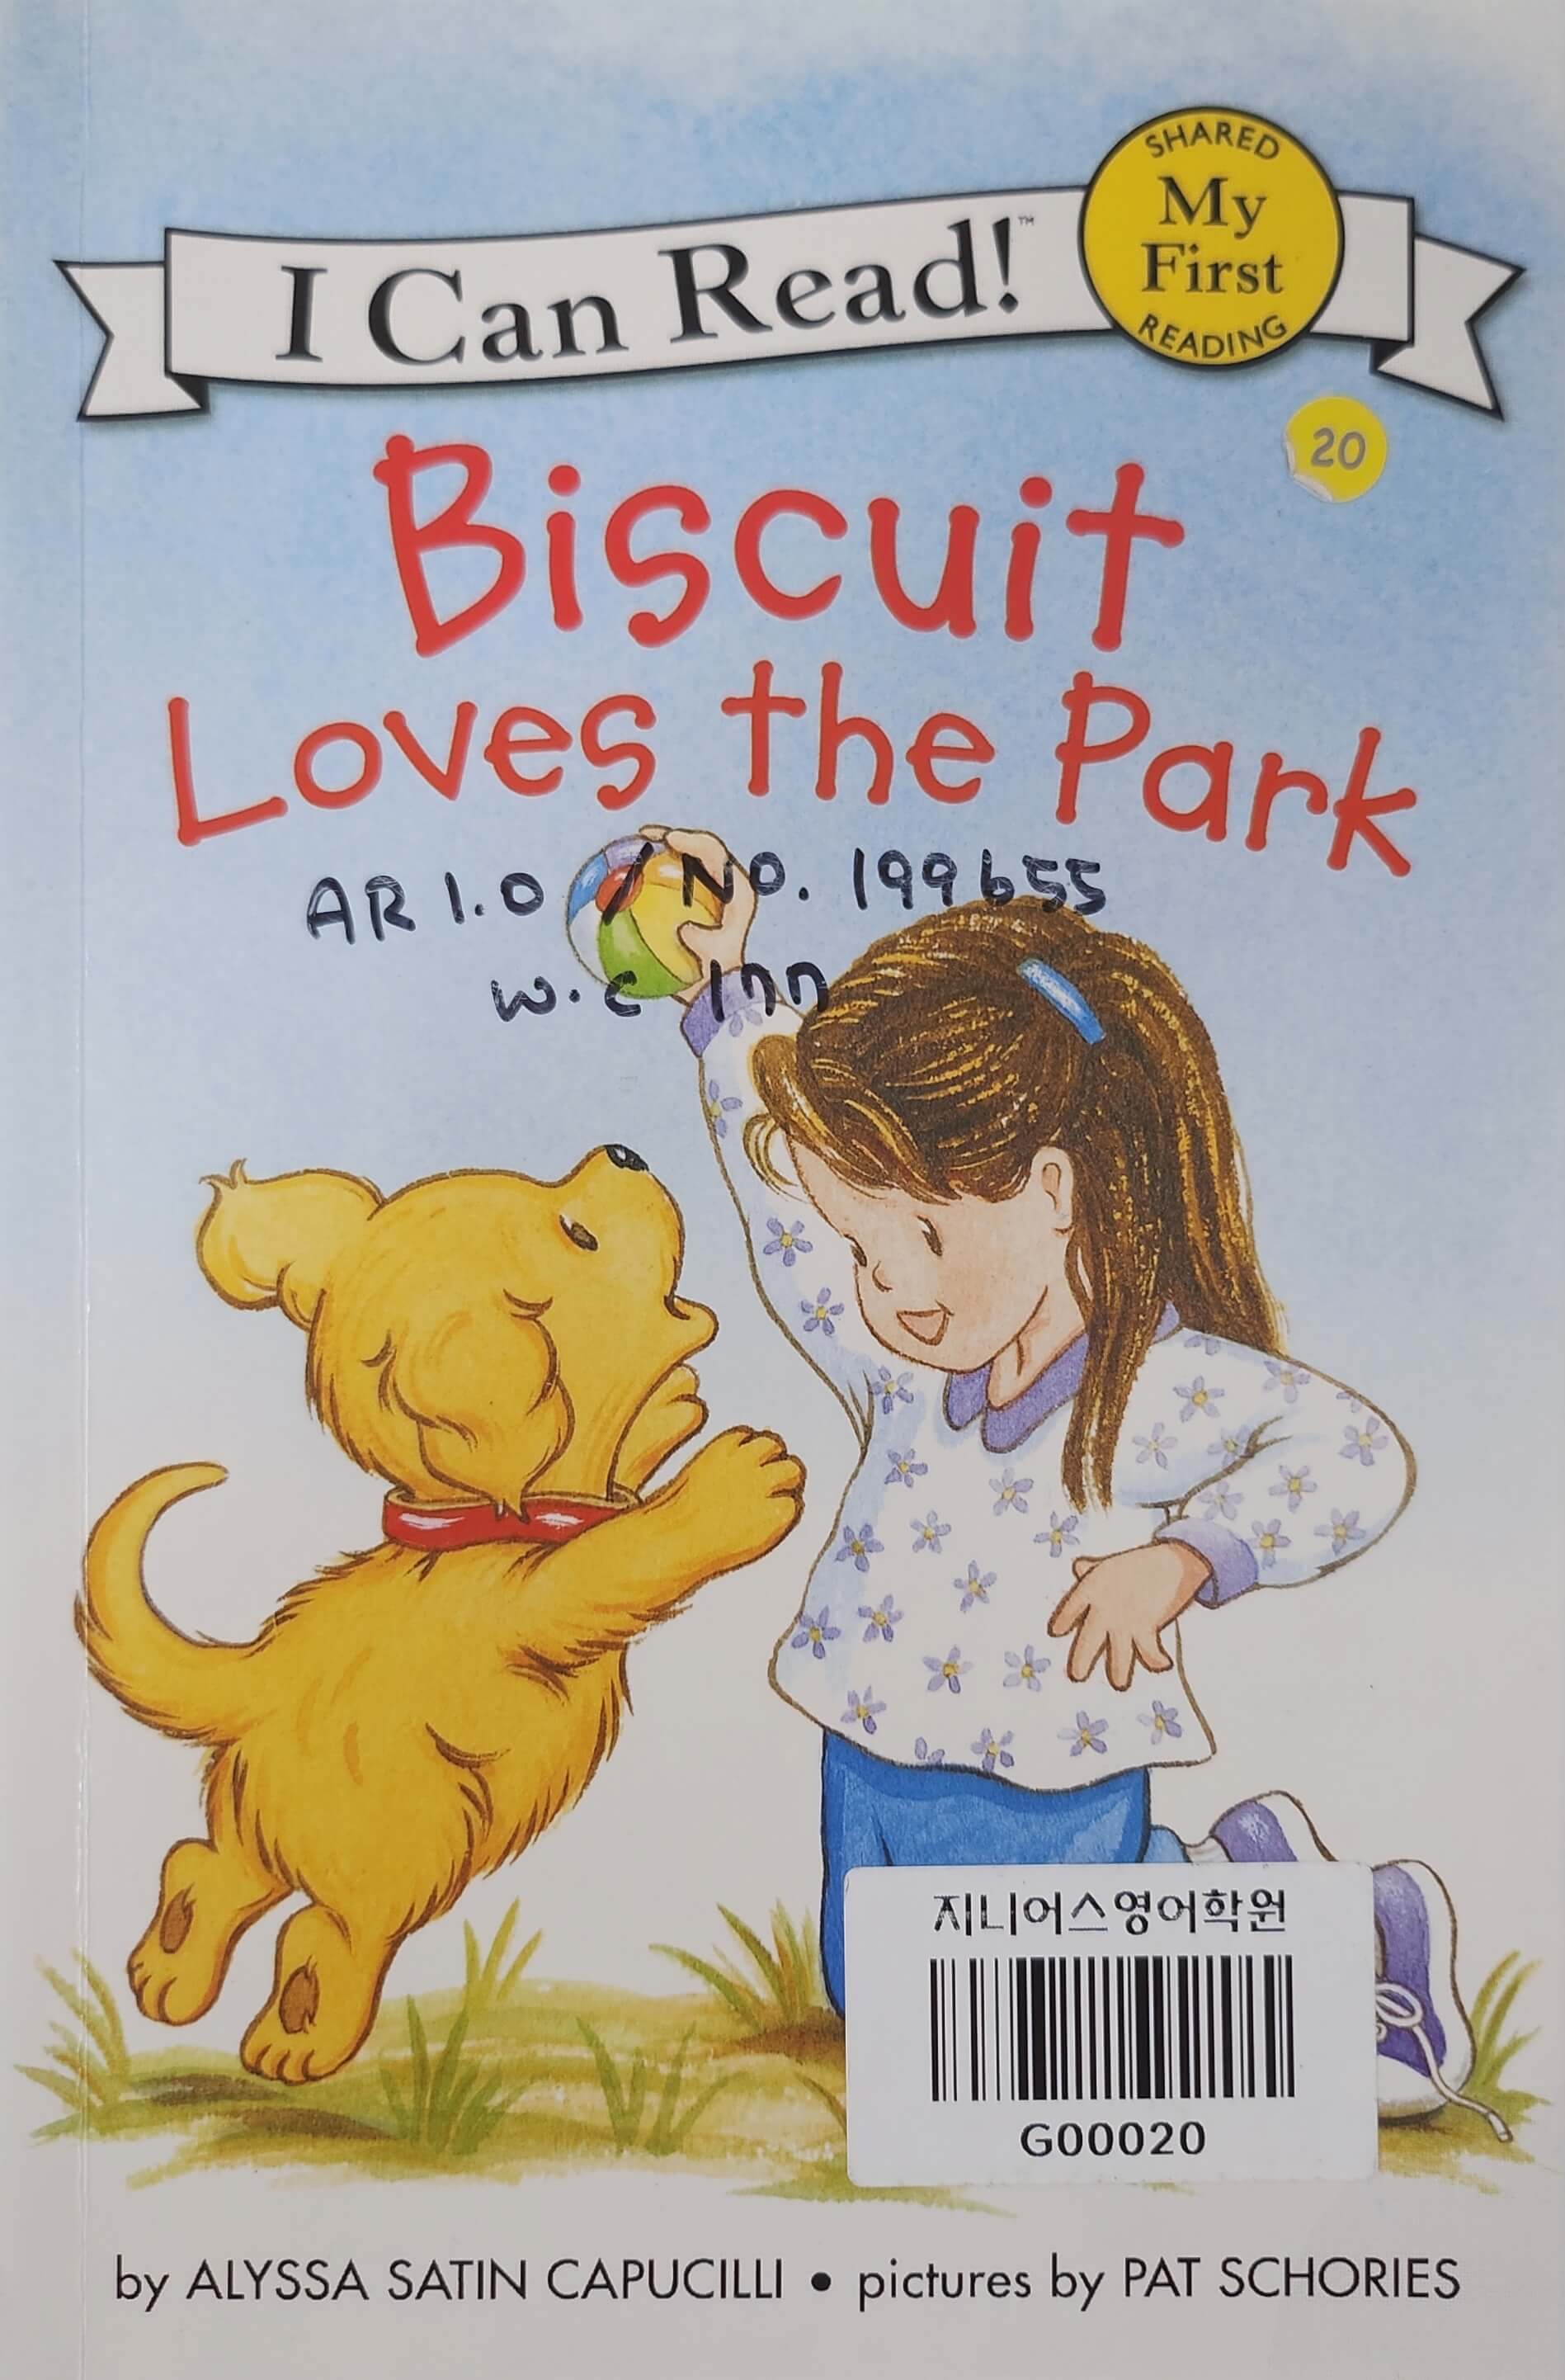 I Can Read!™
SHARED
My
First
READING
20
Biscuit
Loves the Park
AR 1.0 / No. 199655
W.C 177
지니어스영어학원
G00020
by ALYSSA SATIN CAPUCILLI • pictures by PAT SCHORIES